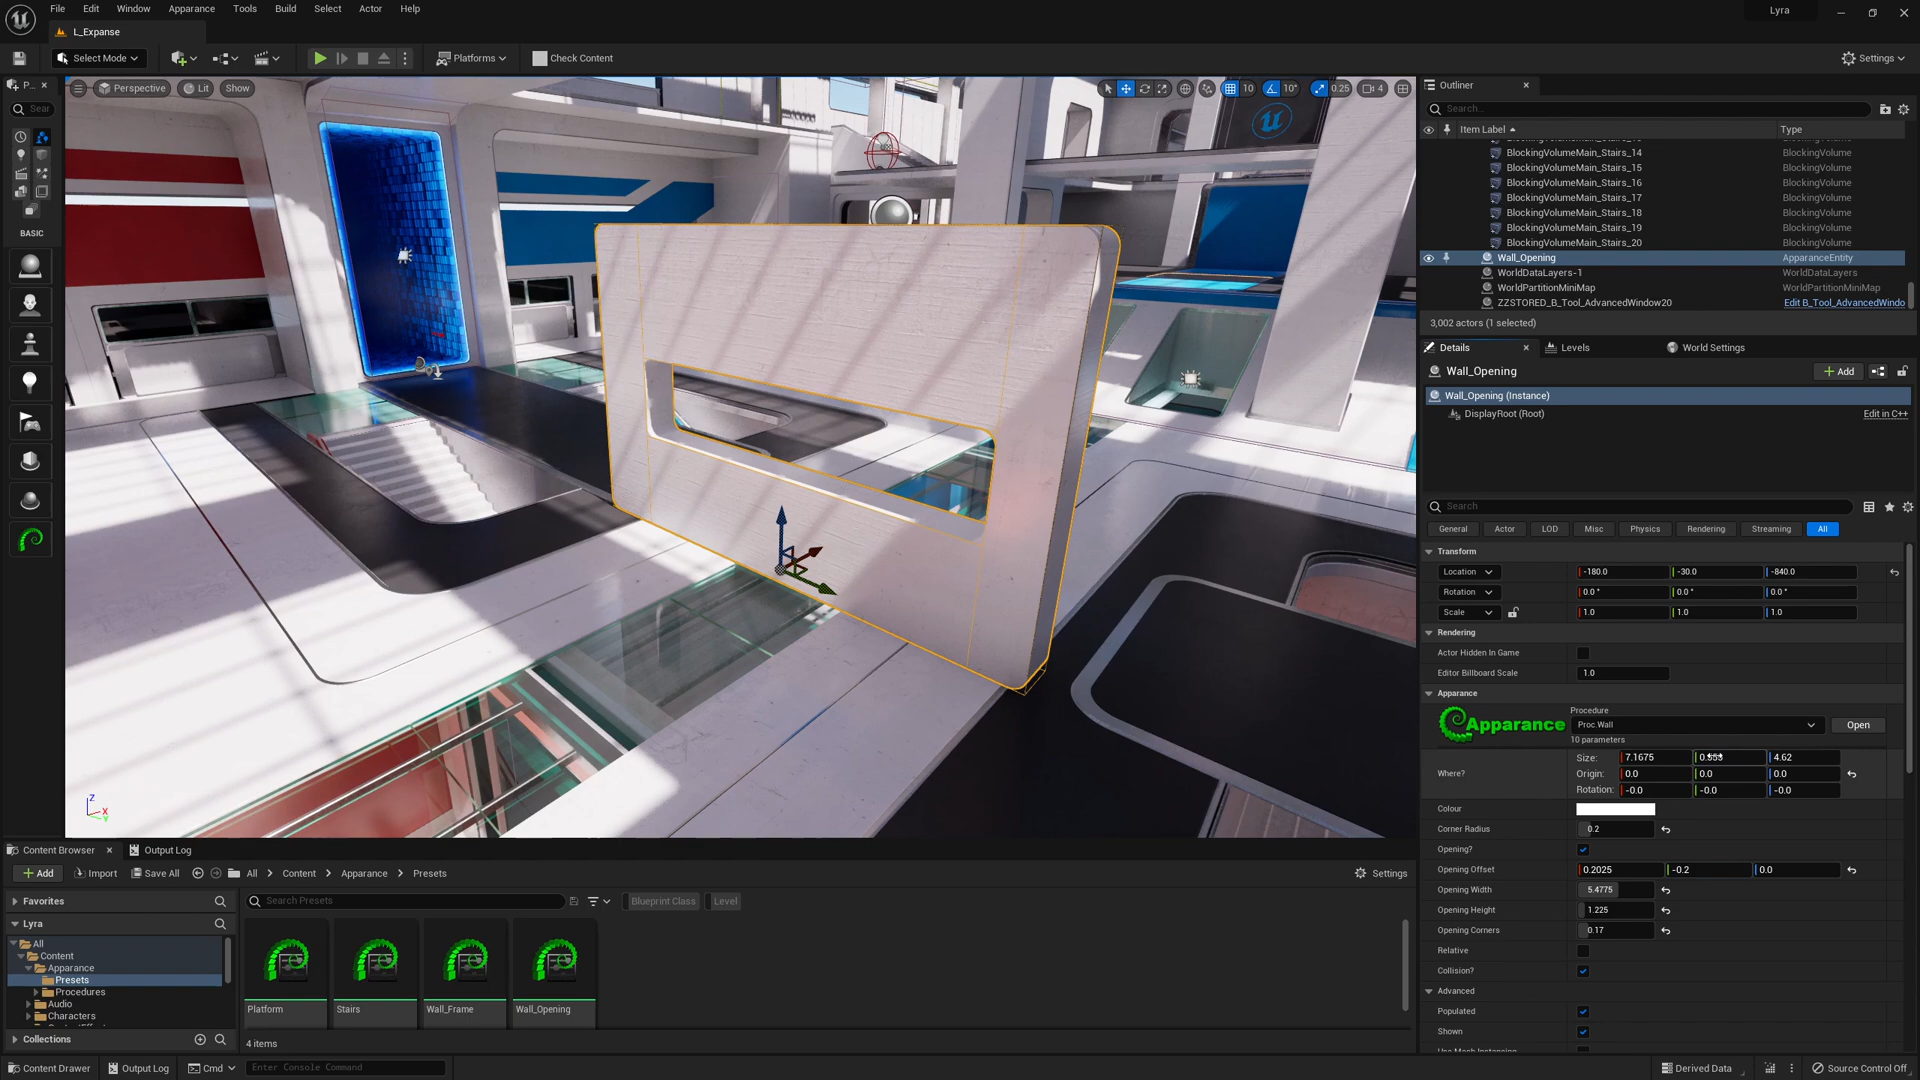 File Edit Window Apparance Tools Build Select Actor Help
Lyra
L_Expanse
Select Mode
Platforms
Check Content
Settings
P...
Sear
BASIC
Perspective
Lit
Show
10
10°
0.25
4
Outliner
Search...
Item Label
Type
BlockingVolumeMain_Stairs_14 BlockingVolume
BlockingVolumeMain_Stairs_15 BlockingVolume
BlockingVolumeMain_Stairs_16 BlockingVolume
BlockingVolumeMain_Stairs_17 BlockingVolume
BlockingVolumeMain_Stairs_18 BlockingVolume
BlockingVolumeMain_Stairs_19 BlockingVolume
BlockingVolumeMain_Stairs_20 BlockingVolume
Wall_Opening ApparanceEntity
WorldDataLayers-1 WorldDataLayers
WorldPartitionMiniMap WorldPartitionMiniMap
ZZSTORED_B_Tool_AdvancedWindow20 Edit B_Tool_AdvancedWindo
3,002 actors (1 selected)
Details
Levels
World Settings
Wall_Opening
Add
Wall_Opening (Instance)
DisplayRoot (Root)
Edit in C++
Search
General Actor LOD Misc Physics Rendering Streaming All
Transform
Location -180.0 -30.0 -840.0
Rotation 0.0 ° 0.0 ° 0.0 °
Scale 1.0 1.0 1.0
Rendering
Actor Hidden In Game
Editor Billboard Scale 1.0
Apparance
Apparance
Procedure
Proc.Wall
Open
10 parameters
Where?
Size: 7.1675 4.62
Origin: 0.0 0.0 0.0
Rotation: -0.0 -0.0 -0.0
Colour
Corner Radius 0.2
Opening?
Opening Offset 0.2025 -0.2 0.0
Opening Width 5.4775
Opening Height 1.225
Opening Corners 0.17
Relative
Collision?
Advanced
Populated
Shown
Z
X
Y
Content Browser
Output Log
Add
Import
Save All
All
Content
Apparance
Presets
Settings
Favorites
Lyra
All
Content
Apparance
Presets
Procedures
Audio
Characters
Collections
Search Presets
Blueprint Class
Level
Platform
Stairs
Wall_Frame
Wall_Opening
4 items
Content Drawer
Output Log
Cmd
Enter Console Command
Derived Data
Source Control Off